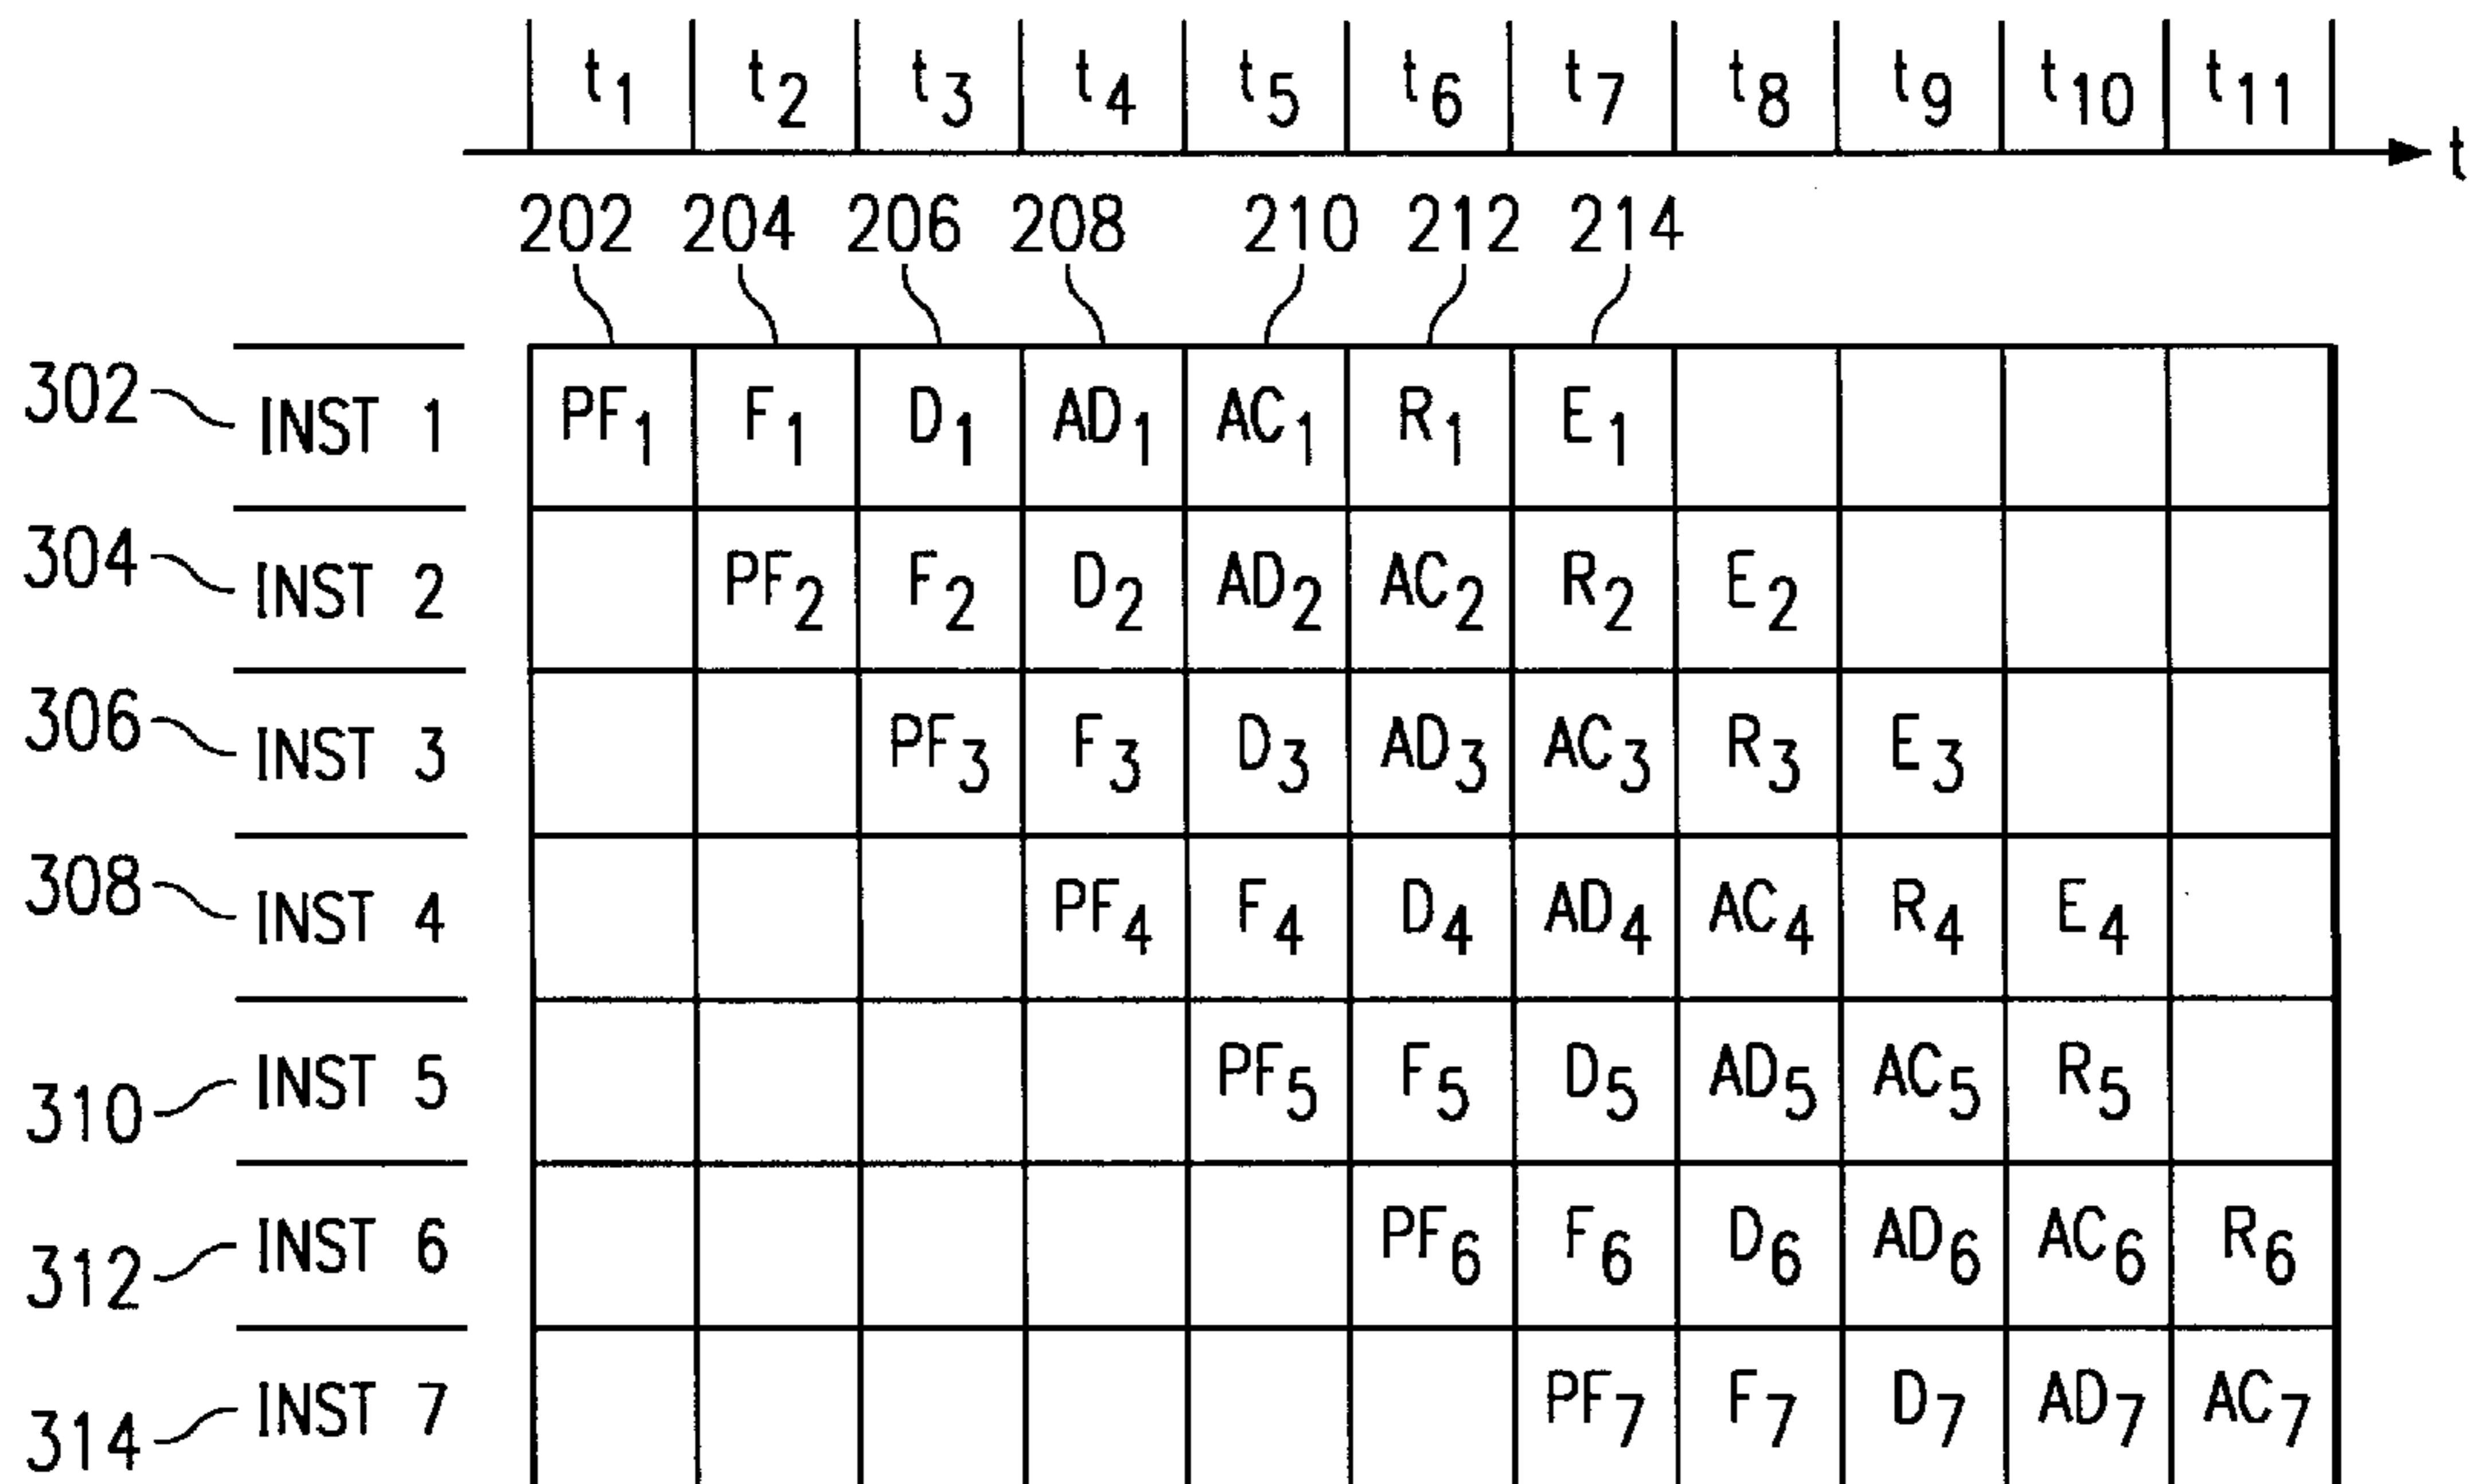 t1 t2 t3 t4 t5 t6 t7 t8 t9 t10 t11
t
202 204 206 208 210 212 214
302 INST 1 PF1 F1 D1 AD1 AC1 R1 E1
304 INST 2 PF2 F2 D2 AD2 AC2 R2 E2
306 INST 3 PF3 F3 D3 AD3 AC3 R3 E3
308 INST 4 PF4 F4 D4 AD4 AC4 R4 E4
310 INST 5 PF5 F5 D5 AD5 AC5 R5
312 INST 6 PF6 F6 D6 AD6 AC6 R6
314 INST 7 PF7 F7 D7 AD7 AC7